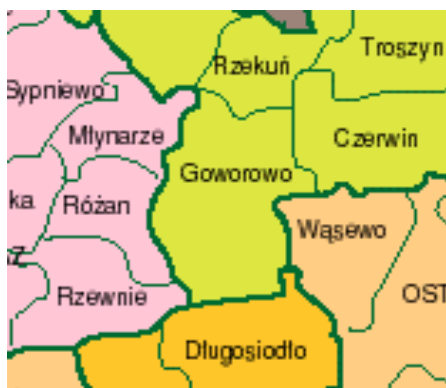 Troszyn
Rzekuń
Sypniewo
Młynarze
Czerwin
Goworowo
ka
Różan
Wąsewo
Rzewnie
OST
Długosiodło